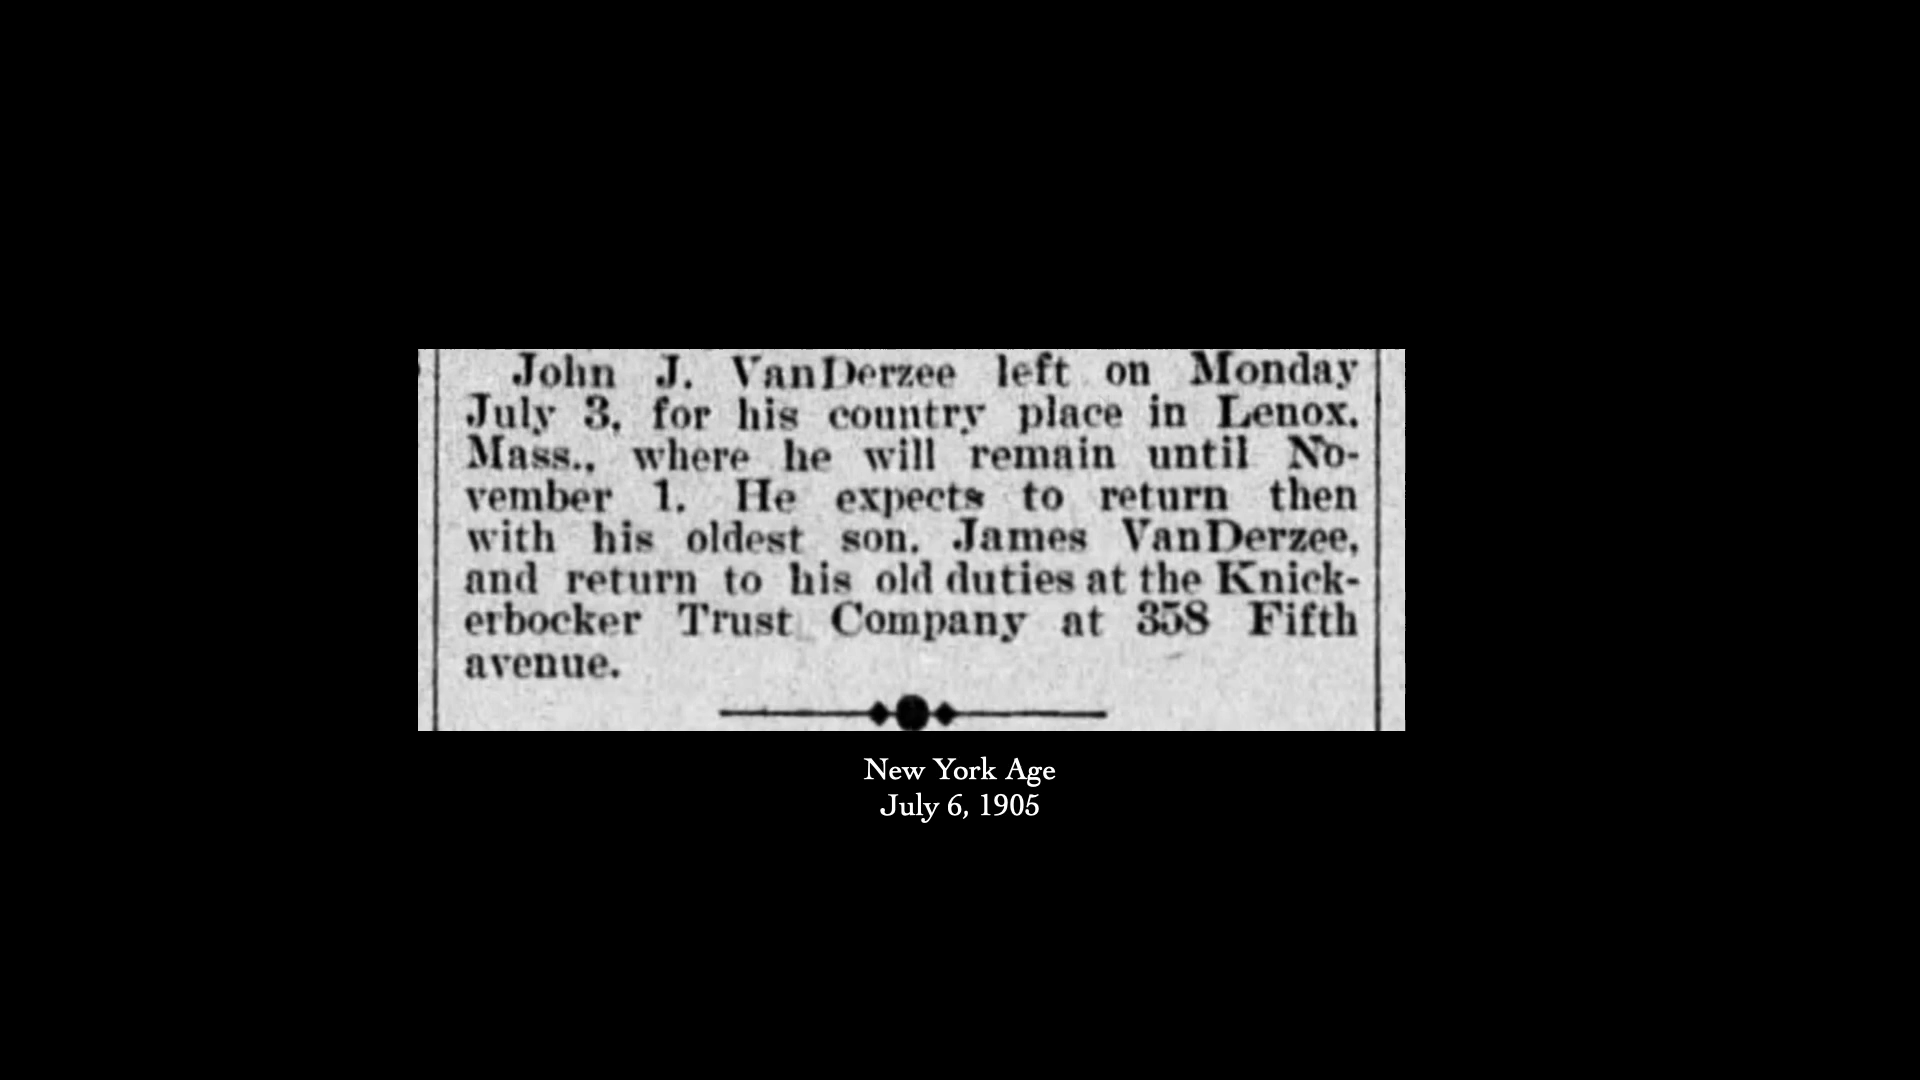 John J. VanDerzee left on Monday
July 3, for his country place in Lenox.
Mass., where he will remain until No-
vember 1. He expects to return then
with his oldest son, James VanDerzee,
and return to his old duties at the Knick-
erbocker Trust Company at 358 Fifth
avenue.
New York Age
July 6, 1905